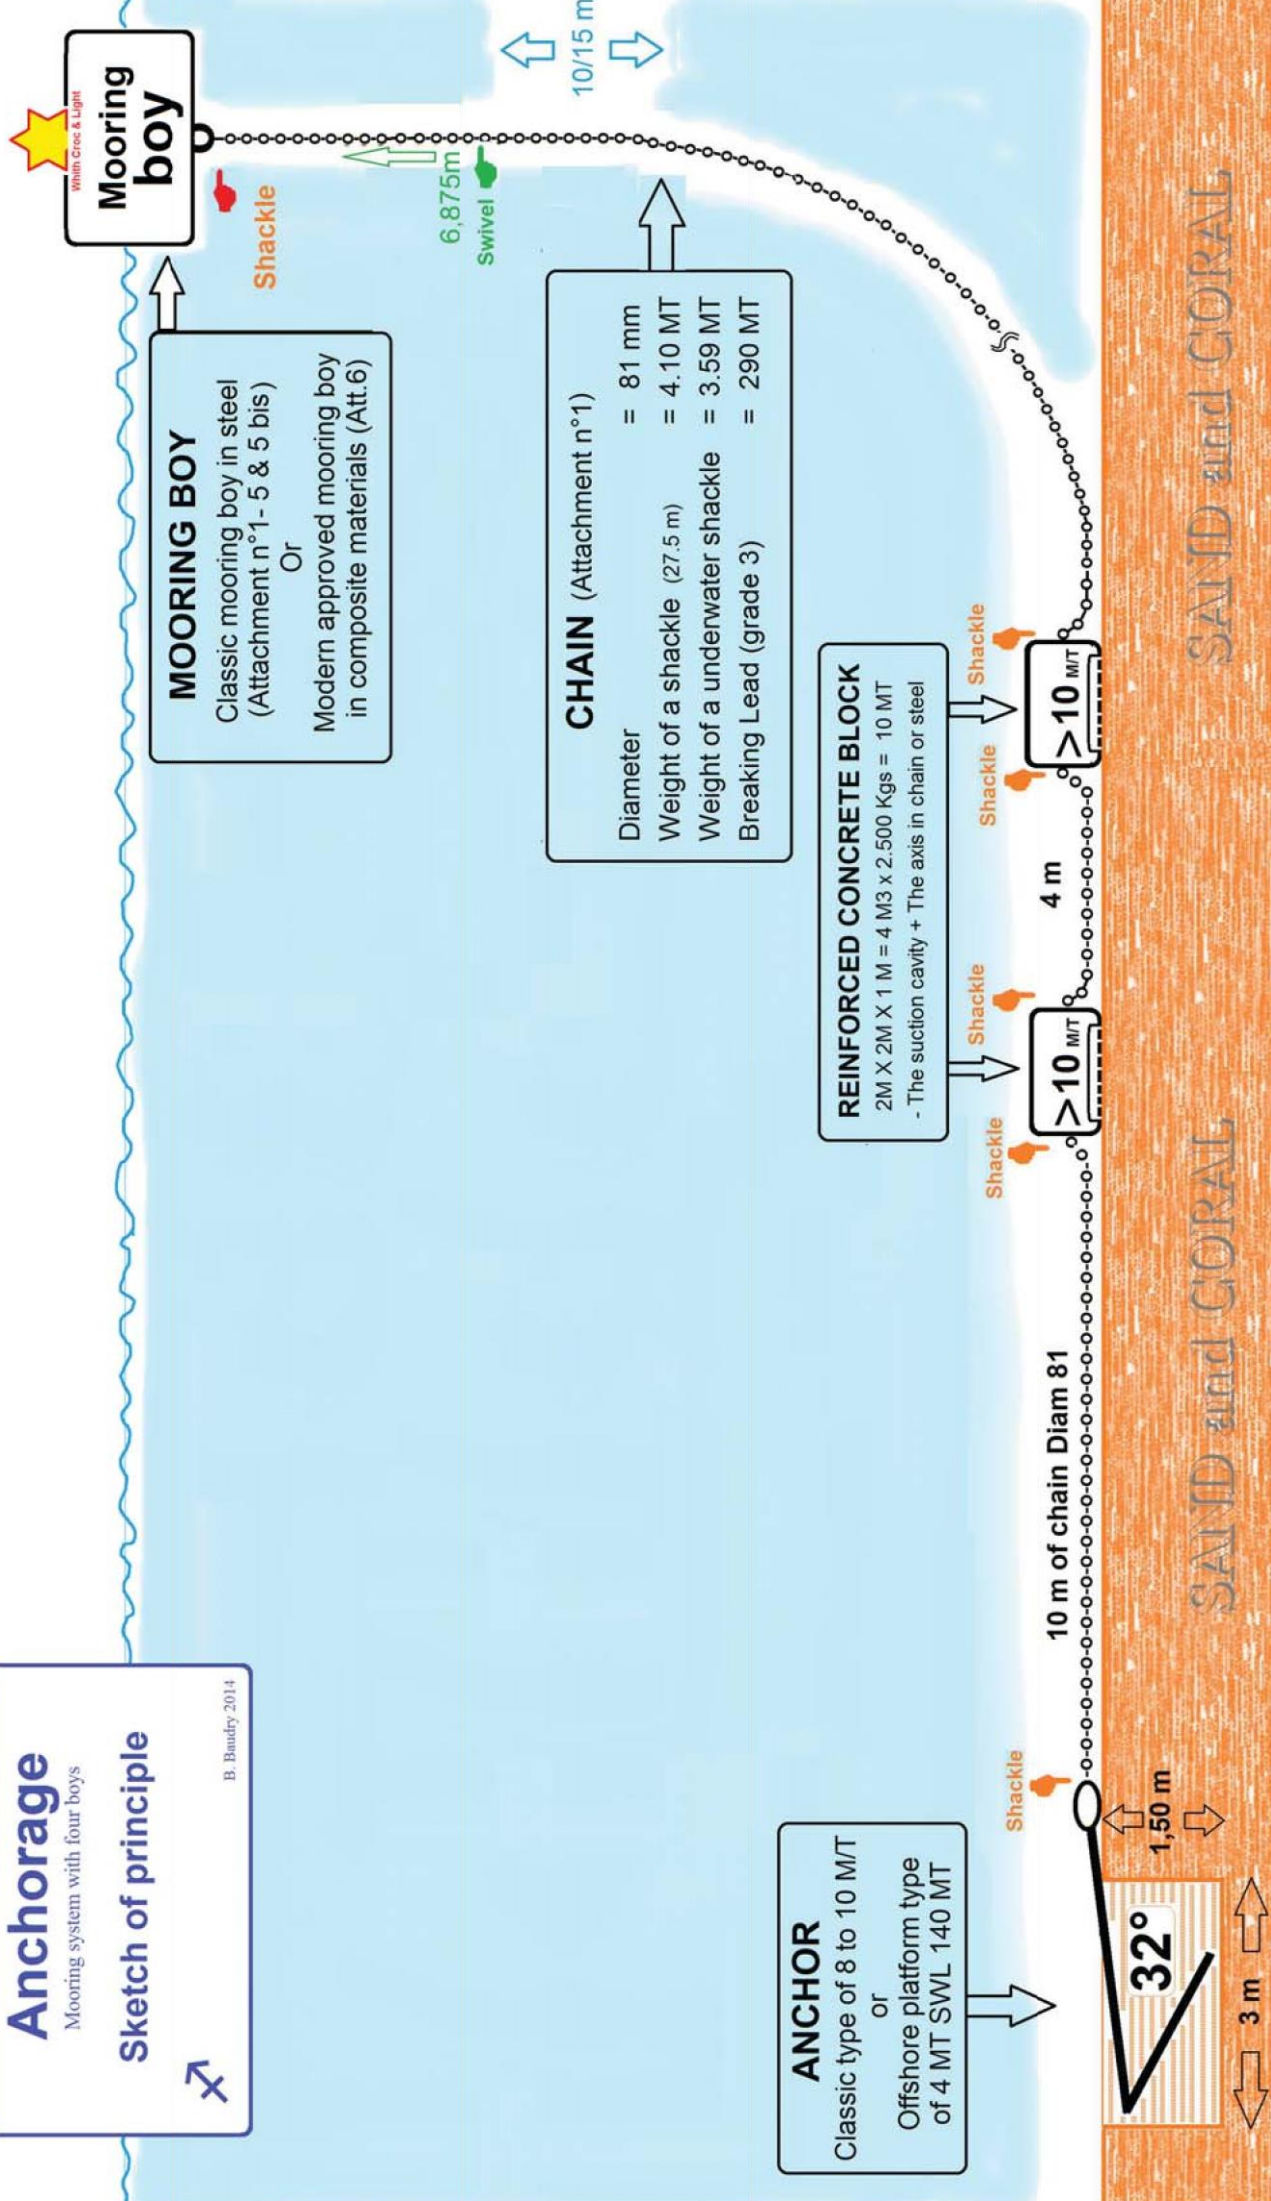 Anchorage
Mooring system with four boys
Sketch of principle
B. Baudry 2014
Whith Croc & Light
Mooring
boy
MOORING BOY
Classic mooring boy in steel
(Attachment n°1- 5 & 5 bis)
Or
Modern approved mooring boy
in composite materials (Att.6)
Shackle
6,875m
Swivel
10/15 m
CHAIN (Attachment n°1)
Diameter = 81 mm
Weight of a shackle (27.5 m) = 4.10 MT
Weight of a underwater shackle = 3.59 MT
Breaking Lead (grade 3) = 290 MT
REINFORCED CONCRETE BLOCK
2M X 2M X 1 M = 4 M3 x 2.500 Kgs = 10 MT
- The suction cavity + The axis in chain or steel
ANCHOR
Classic type of 8 to 10 M/T
or
Offshore platform type
of 4 MT SWL 140 MT
Shackle
10 m of chain Diam 81
Shackle
>10 M/T
Shackle
4 m
Shackle
>10 M/T
Shackle
32°
1,50 m
3 m
SAND and CORAL
SAND and CORAL